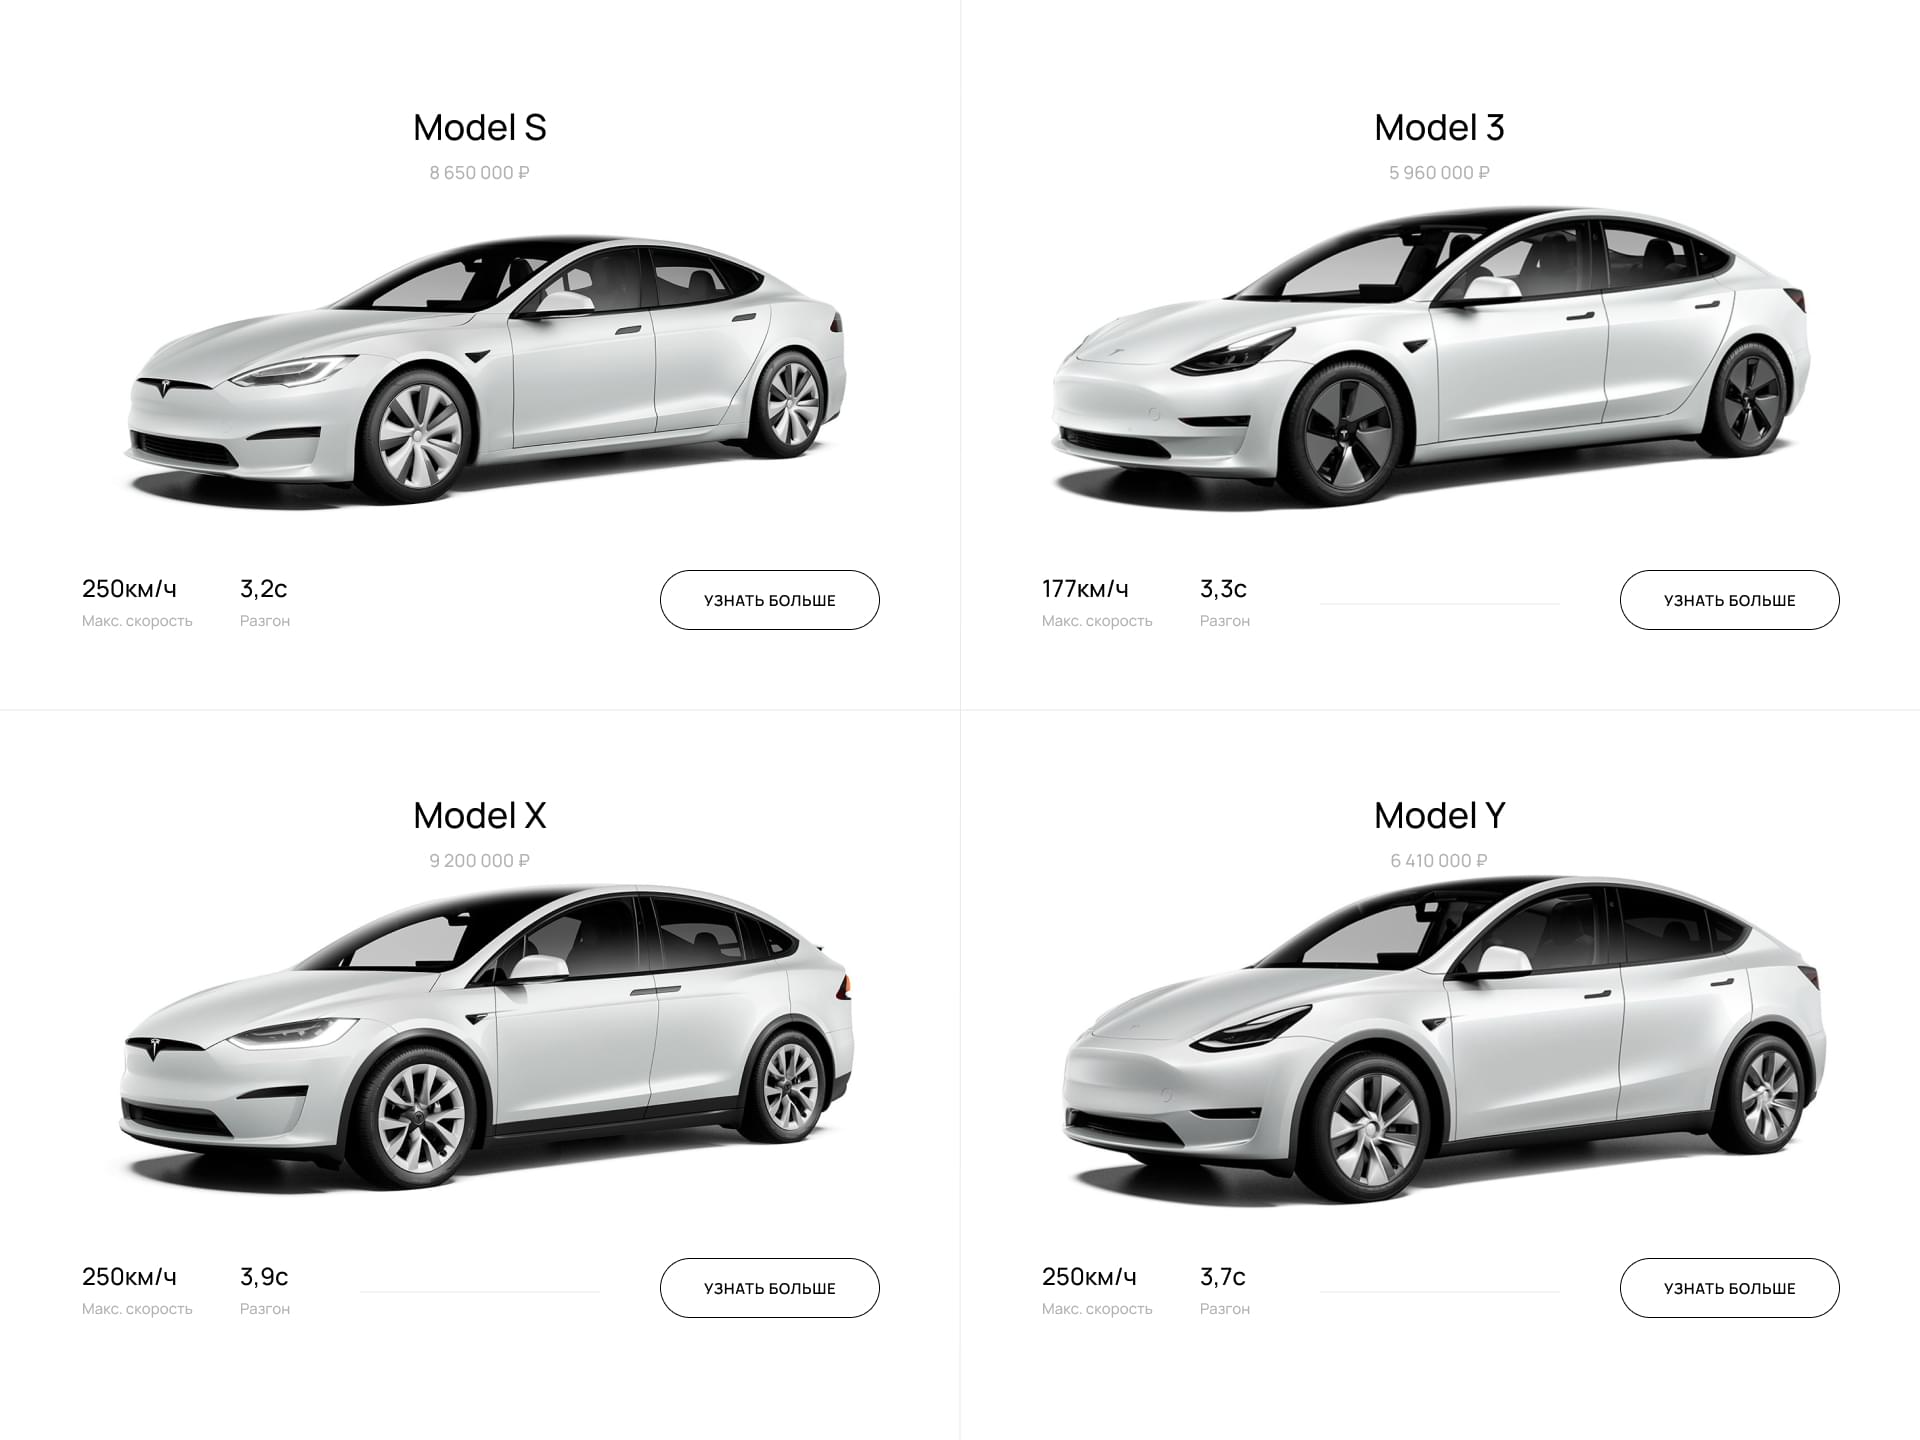 Model S
8 650 000 ₽
250км/ч
3,2с
Макс. скорость
Разгон
УЗНАТЬ БОЛЬШЕ
Model 3
5 960 000 ₽
177км/ч
3,3с
Макс. скорость
Разгон
УЗНАТЬ БОЛЬШЕ
Model X
9 200 000 ₽
250км/ч
3,9с
Макс. скорость
Разгон
УЗНАТЬ БОЛЬШЕ
Model Y
6 410 000 ₽
250км/ч
3,7с
Макс. скорость
Разгон
УЗНАТЬ БОЛЬШЕ